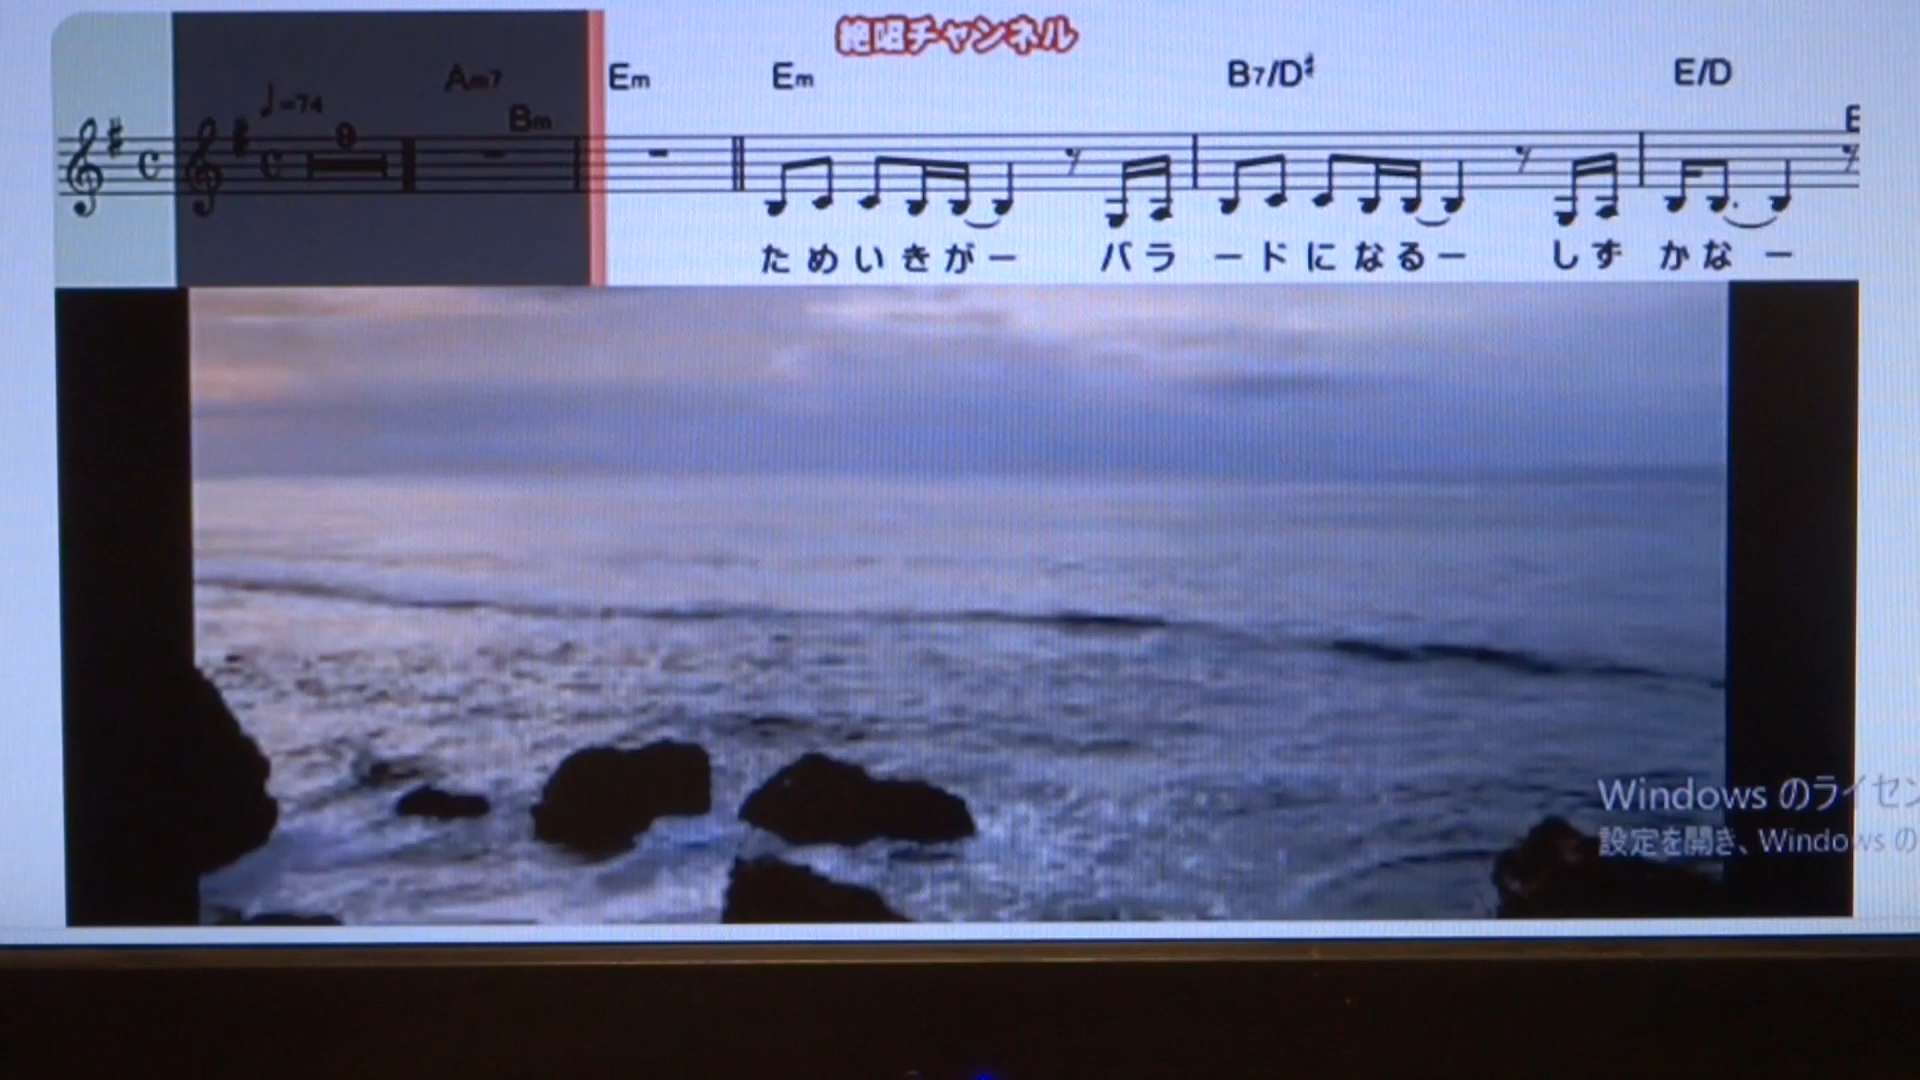 絶唱チャンネル
Am7 Em Em B7/D♯ E/D
♩=74 Bm
9
ためいきがー バラードになるー しずかなー
Windows のライセン
設定を開き、Windows の